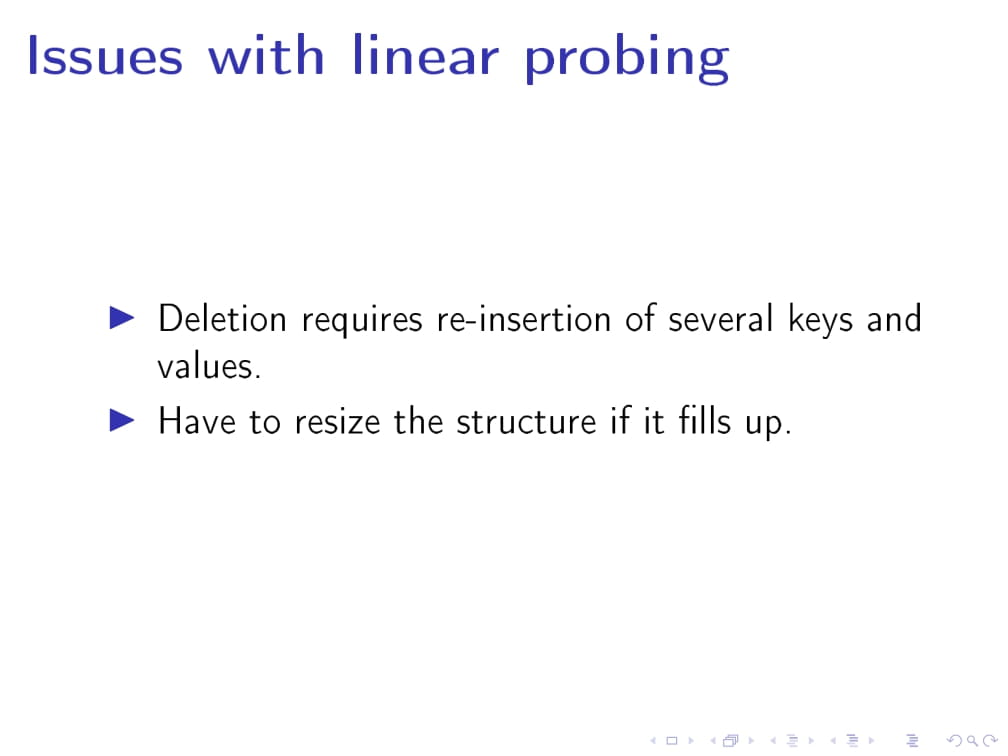 Issues with linear probing
Deletion requires re-insertion of several keys and
values.
Have to resize the structure if it fills up.